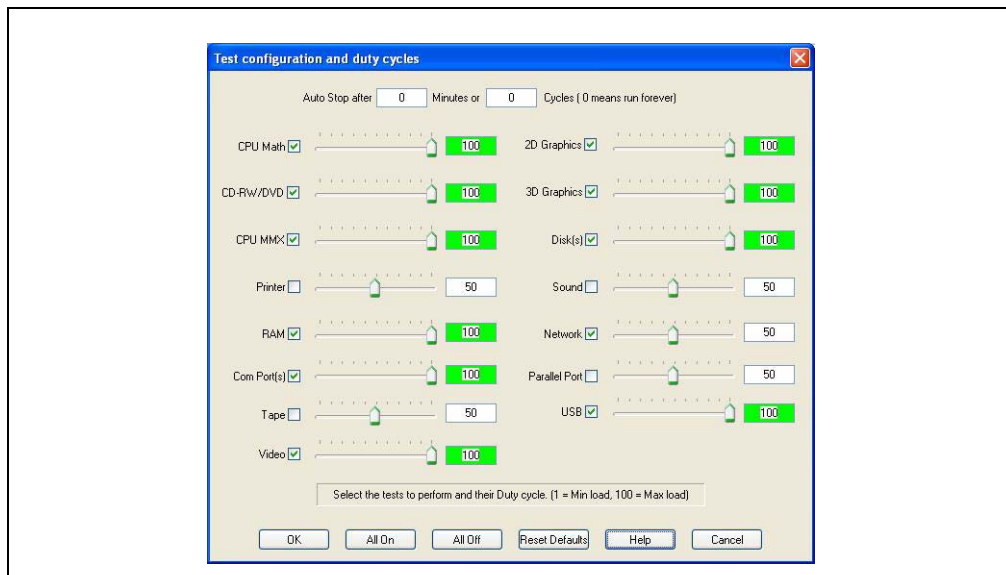 Test configuration and duty cycles
Auto Stop after 0 Minutes or 0 Cycles ( 0 means run forever)
CPU Math 100 2D Graphics 100
CD-RW/DVD 100 3D Graphics 100
CPU MMX 100 Disk(s) 100
Printer 50 Sound 50
RAM 100 Network 50
Com Port(s) 100 Parallel Port 50
Tape 50 USB 100
Video 100
Select the tests to perform and their Duty cycle. (1 = Min load, 100 = Max load)
OK All On All Off Reset Defaults Help Cancel